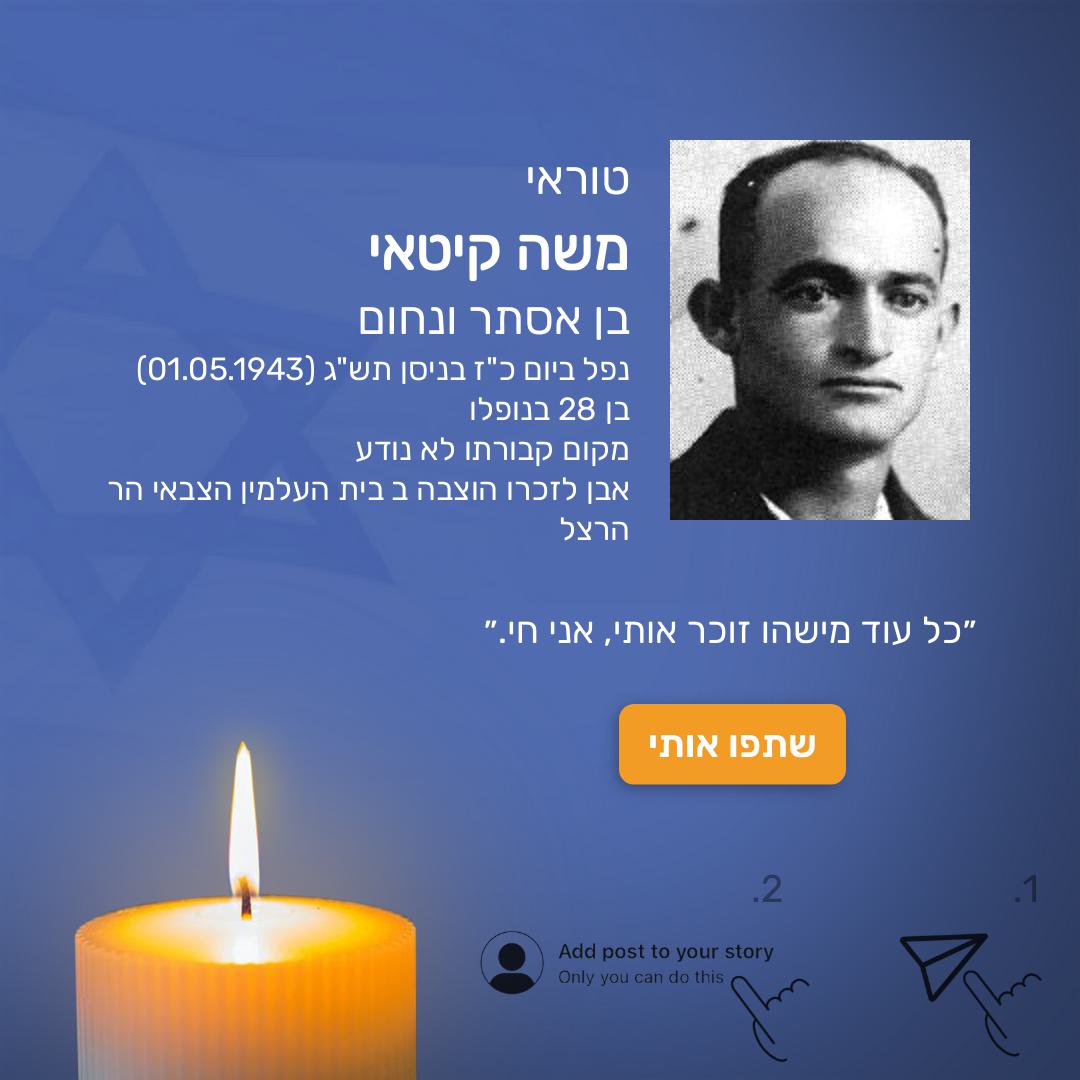 טוראי
משה קיטאי
בן אסתר ונחום
נפל ביום כ"ז בניסן תש"ג (01.05.1943)
בן 28 בנופלו
מקום קבורתו לא נודע
אבן לזכרו הוצבה ב בית העלמין הצבאי הר
הרצל
״כל עוד מישהו זוכר אותי, אני חי.״
שתפו אותי
.1
.2
Add post to your story
Only you can do this